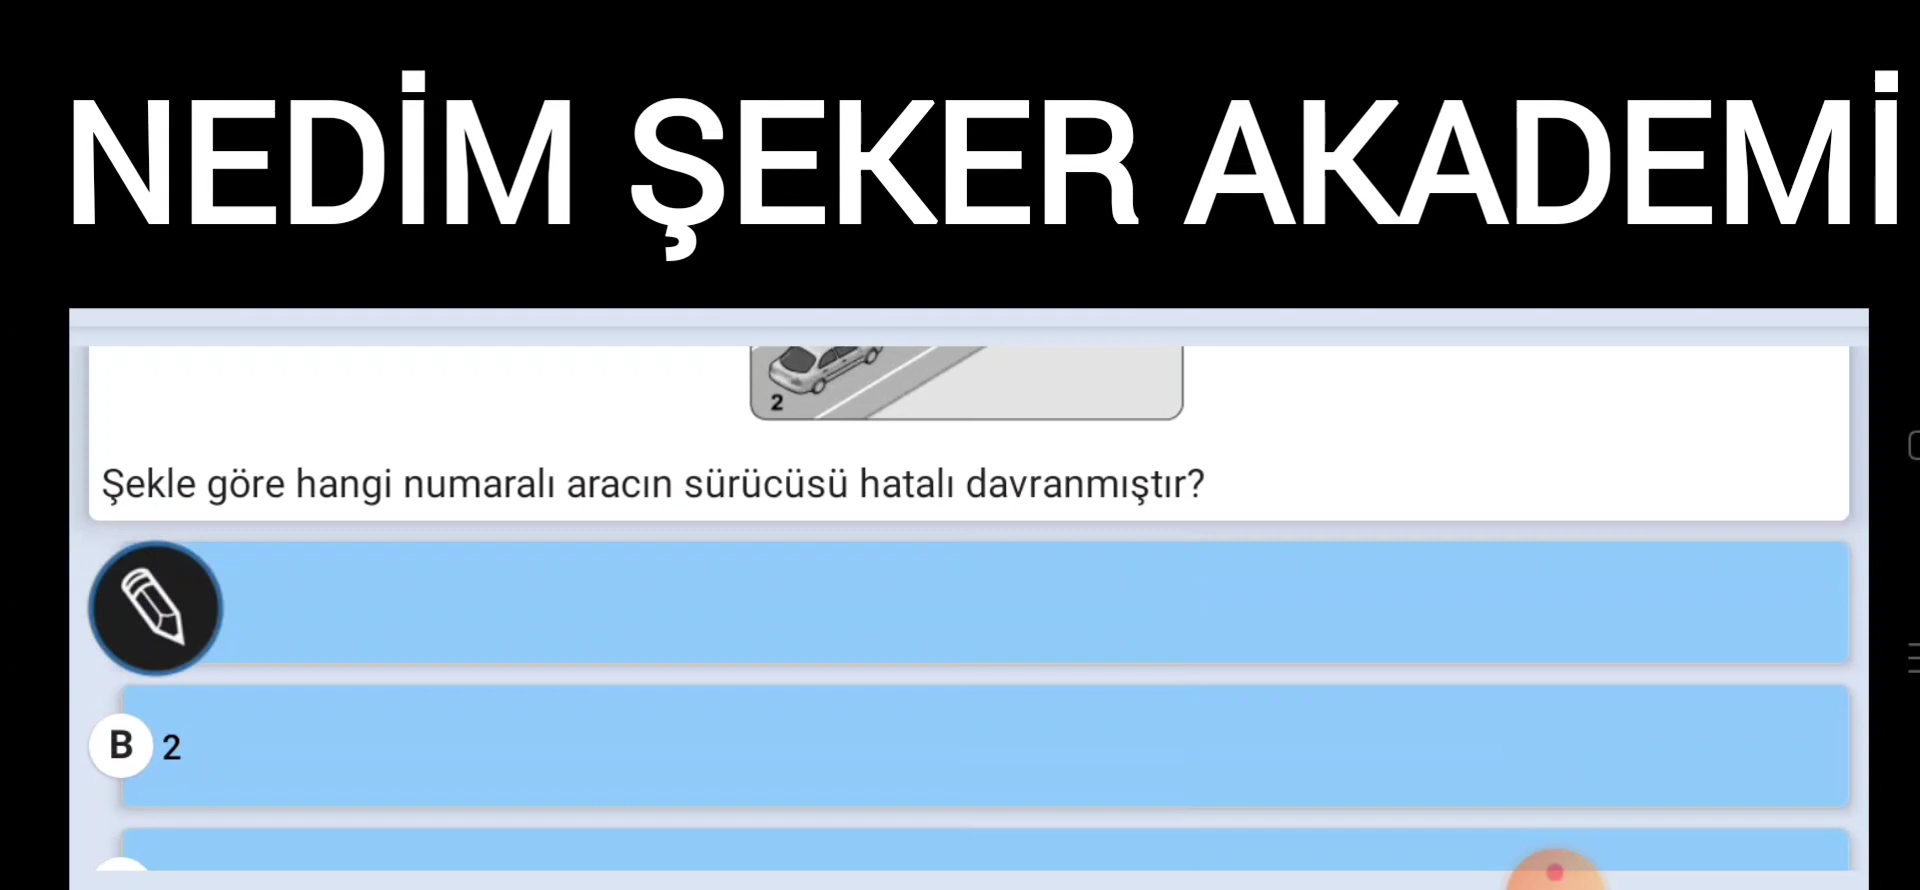 NEDİM ŞEKER AKADEMİ
2
Şekle göre hangi numaralı aracın sürücüsü hatalı davranmıştır?
B 2